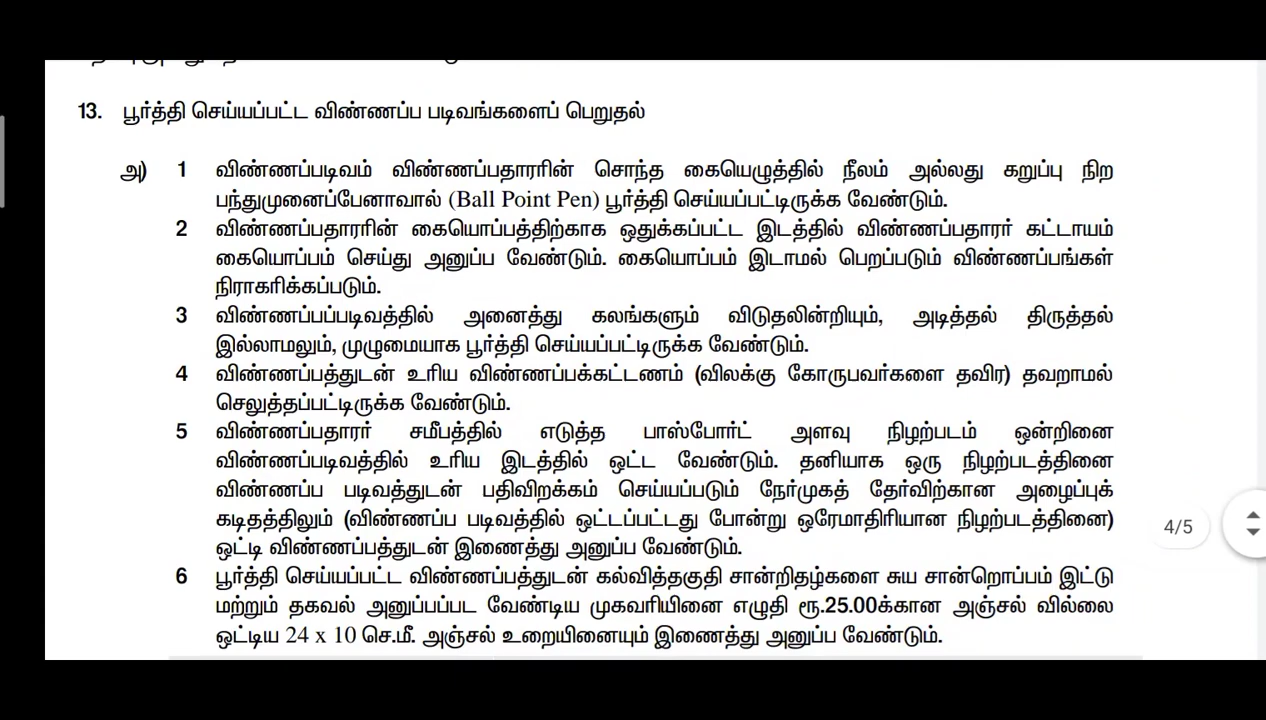 13. பூர்த்தி செய்யப்பட்ட விண்ணப்ப படிவங்களைப் பெறுதல்
அ) 1 விண்ணப்படிவம் விண்ணப்பதாரரின் சொந்த கையெழுத்தில் நீலம் அல்லது கறுப்பு நிற
பந்துமுனைப்பேனாவால் (Ball Point Pen) பூர்த்தி செய்யப்பட்டிருக்க வேண்டும்.
2 விண்ணப்பதாரரின் கையொப்பத்திற்காக ஒதுக்கப்பட்ட இடத்தில் விண்ணப்பதாரர் கட்டாயம்
கையொப்பம் செய்து அனுப்ப வேண்டும். கையொப்பம் இடாமல் பெறப்படும் விண்ணப்பங்கள்
நிராகரிக்கப்படும்.
3 விண்ணப்பப்படிவத்தில் அனைத்து கலங்களும் விடுதலின்றியும், அடித்தல் திருத்தல்
இல்லாமலும், முழுமையாக பூர்த்தி செய்யப்பட்டிருக்க வேண்டும்.
4 விண்ணப்பத்துடன் உரிய விண்ணப்பக்கட்டணம் (விலக்கு கோருபவர்களை தவிர) தவறாமல்
செலுத்தப்பட்டிருக்க வேண்டும்.
5 விண்ணப்பதாரர் சமீபத்தில் எடுத்த பாஸ்போர்ட் அளவு நிழற்படம் ஒன்றினை
விண்ணப்படிவத்தில் உரிய இடத்தில் ஒட்ட வேண்டும். தனியாக ஒரு நிழற்படத்தினை
விண்ணப்ப படிவத்துடன் பதிவிறக்கம் செய்யப்படும் நேர்முகத் தேர்விற்கான அழைப்புக்
கடிதத்திலும் (விண்ணப்ப படிவத்தில் ஒட்டப்பட்டது போன்று ஒரேமாதிரியான நிழற்படத்தினை)
ஒட்டி விண்ணப்பத்துடன் இணைத்து அனுப்ப வேண்டும்.
4/5
6 பூர்த்தி செய்யப்பட்ட விண்ணப்பத்துடன் கல்வித்தகுதி சான்றிதழ்களை சுய சான்றொப்பம் இட்டு
மற்றும் தகவல் அனுப்பப்பட வேண்டிய முகவரியினை எழுதி ரூ.25.00க்கான அஞ்சல் வில்லை
ஒட்டிய 24 x 10 செ.மீ. அஞ்சல் உறையினையும் இணைத்து அனுப்ப வேண்டும்.